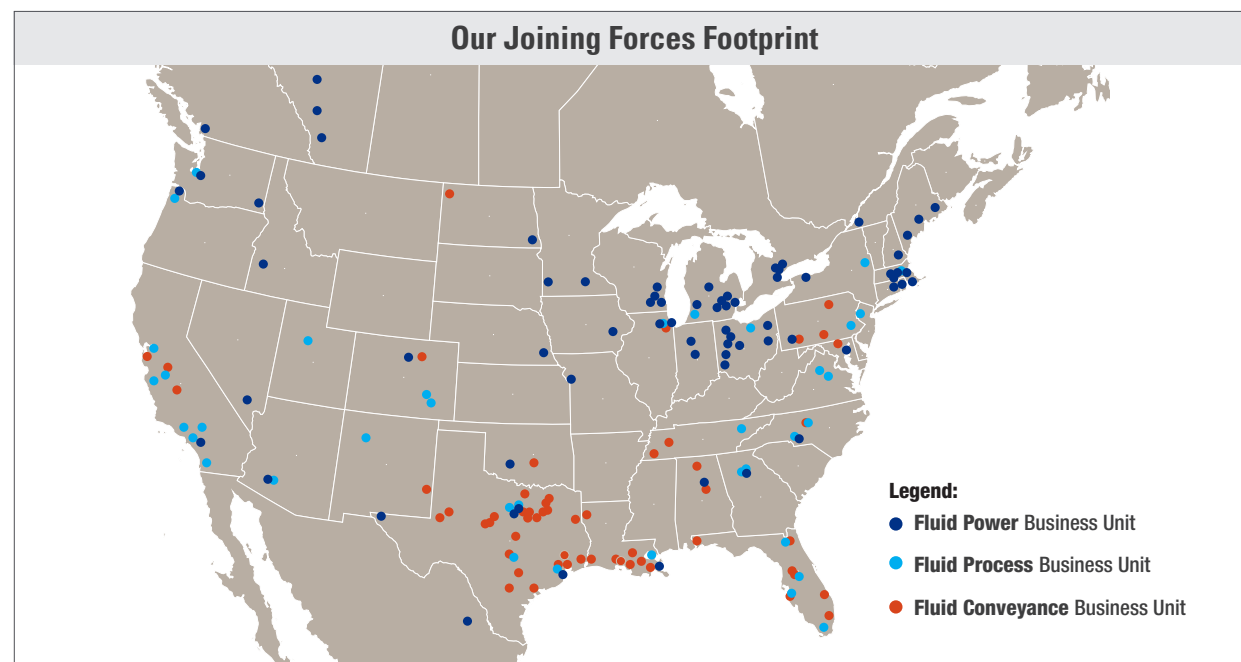 Our Joining Forces Footprint
Legend:
Fluid Power Business Unit
Fluid Process Business Unit
Fluid Conveyance Business Unit